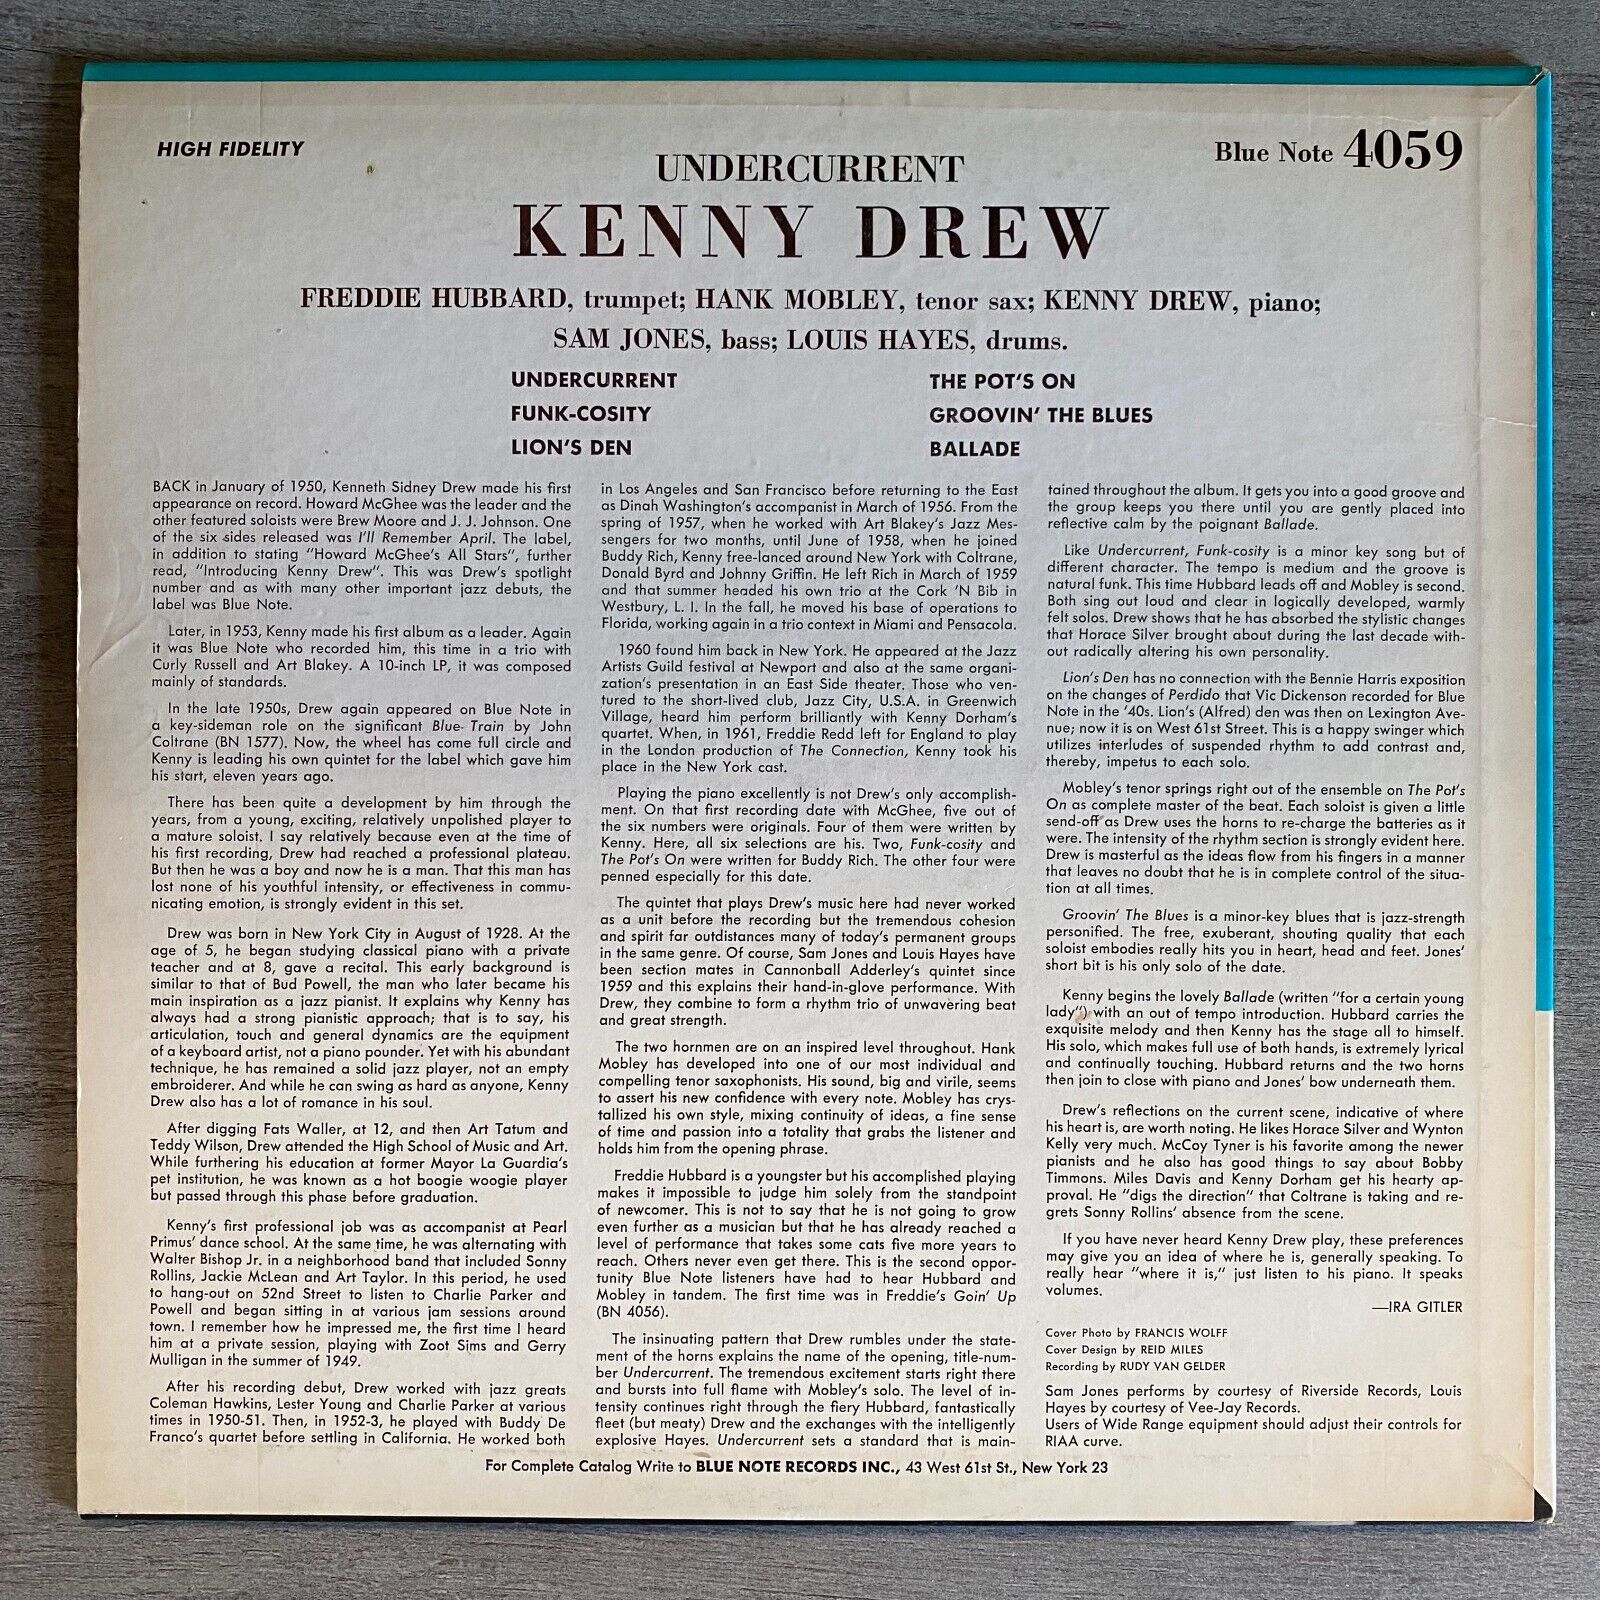 HIGH FIDELITY
Blue Note 4059
UNDERCURRENT
KENNY DREW
FREDDIE HUBBARD, trumpet; HANK MOBLEY, tenor sax; KENNY DREW, piano;
SAM JONES, bass; LOUIS HAYES, drums.
UNDERCURRENT
FUNK-COSITY
LION'S DEN
THE POT'S ON
GROOVIN' THE BLUES
BALLADE
BACK in January of 1950, Kenneth Sidney Drew made his first
appearance on record. Howard McGhee was the leader and the
other featured soloists were Brew Moore and J. J. Johnson. One
of the six sides released was I'll Remember April. The label,
in addition to stating "Howard McGhee's All Stars", further
read, "Introducing Kenny Drew". This was Drew's spotlight
number and as with many other important jazz debuts, the
label was Blue Note.
Later, in 1953, Kenny made his first album as a leader. Again
it was Blue Note who recorded him, this time in a trio with
Curly Russell and Art Blakey. A 10-inch LP, it was composed
mainly of standards.
In the late 1950s, Drew again appeared on Blue Note in
a key-sideman role on the significant Blue-Train by John
Coltrane (BN 1577). Now, the wheel has come full circle and
Kenny is leading his own quintet for the label which gave him
his start, eleven years ago.
There has been quite a development by him through the
years, from a young, exciting, relatively unpolished player to
a mature soloist. I say relatively because even at the time of
his first recording, Drew had reached a professional plateau.
But then he was a boy and now he is a man. That this man has
lost none of his youthful intensity, or effectiveness in commu-
nicating emotion, is strongly evident in this set.
Drew was born in New York City in August of 1928. At the
age of 5, he began studying classical piano with a private
teacher and at 8, gave a recital. This early background is
similar to that of Bud Powell, the man who later became his
main inspiration as a jazz pianist. It explains why Kenny has
always had a strong pianistic approach; that is to say, his
articulation, touch and general dynamics are the equipment
of a keyboard artist, not a piano pounder. Yet with his abundant
technique, he has remained a solid jazz player, not an empty
embroiderer. And while he can swing as hard as anyone, Kenny
Drew also has a lot of romance in his soul.
After digging Fats Waller, at 12, and then Art Tatum and
Teddy Wilson, Drew attended the High School of Music and Art.
While furthering his education at former Mayor La Guardia's
pet institution, he was known as a hot boogie woogie player
but passed through this phase before graduation.
Kenny's first professional job was as accompanist at Pearl
Primus' dance school. At the same time, he was alternating with
Walter Bishop Jr. in a neighborhood band that included Sonny
Rollins, Jackie McLean and Art Taylor. In this period, he used
to hang-out on 52nd Street to listen to Charlie Parker and
Powell and began sitting in at various jam sessions around
town. I remember how he impressed me, the first time I heard
him at a private session, playing with Zoot Sims and Gerry
Mulligan in the summer of 1949.
After his recording debut, Drew worked with jazz greats
Coleman Hawkins, Lester Young and Charlie Parker at various
times in 1950-51. Then, in 1952-3, he played with Buddy De
Franco's quartet before settling in California. He worked both
in Los Angeles and San Francisco before returning to the East
as Dinah Washington's accompanist in March of 1956. From the
spring of 1957, when he worked with Art Blakey's Jazz Mes-
sengers for two months, until June of 1958, when he joined
Buddy Rich, Kenny free-lanced around New York with Coltrane,
Donald Byrd and Johnny Griffin. He left Rich in March of 1959
and that summer headed his own trio at the Cork 'N Bib in
Westbury, L. I. In the fall, he moved his base of operations to
Florida, working again in a trio context in Miami and Pensacola.
1960 found him back in New York. He appeared at the Jazz
Artists Guild festival at Newport and also at the same organi-
zation's presentation in an East Side theater. Those who ven-
tured to the short-lived club, Jazz City, U.S.A. in Greenwich
Village, heard him perform brilliantly with Kenny Dorham's
quartet. When, in 1961, Freddie Redd left for England to play
in the London production of The Connection, Kenny took his
place in the New York cast.
Playing the piano excellently is not Drew's only accomplish-
ment. On that first recording date with McGhee, five out of
the six numbers were originals. Four of them were written by
Kenny. Here, all six selections are his. Two, Funk-cosity and
The Pot's On were written for Buddy Rich. The other four were
penned especially for this date.
The quintet that plays Drew's music here had never worked
as a unit before the recording but the tremendous cohesion
and spirit far outdistances many of today's permanent groups
in the same genre. Of course, Sam Jones and Louis Hayes have
been section mates in Cannonball Adderley's quintet since
1959 and this explains their hand-in-glove performance. With
Drew, they combine to form a rhythm trio of unwavering beat
and great strength.
The two hornmen are on an inspired level throughout. Hank
Mobley has developed into one of our most individual and
compelling tenor saxophonists. His sound, big and virile, seems
to assert his new confidence with every note. Mobley has crys-
tallized his own style, mixing continuity of ideas, a fine sense
of time and passion into a totality that grabs the listener and
holds him from the opening phrase.
Freddie Hubbard is a youngster but his accomplished playing
makes it impossible to judge him solely from the standpoint
of newcomer. This is not to say that he is not going to grow
even further as a musician but that he has already reached a
level of performance that takes some cats five more years to
reach. Others never even get there. This is the second oppor-
tunity Blue Note listeners have had to hear Hubbard and
Mobley in tandem. The first time was in Freddie's Goin' Up
(BN 4056).
The insinuating pattern that Drew rumbles under the state-
ment of the horns explains the name of the opening, title-num-
ber Undercurrent. The tremendous excitement starts right there
and bursts into full flame with Mobley's solo. The level of in-
tensity continues right through the fiery Hubbard, fantastically
fleet (but meaty) Drew and the exchanges with the intelligently
explosive Hayes. Undercurrent sets a standard that is main-
tained throughout the album. It gets you into a good groove and
the group keeps you there until you are gently placed into
reflective calm by the poignant Ballade.
Like Undercurrent, Funk-cosity is a minor key song but of
different character. The tempo is medium and the groove is
natural funk. This time Hubbard leads off and Mobley is second.
Both sing out loud and clear in logically developed, warmly
felt solos. Drew shows that he has absorbed the stylistic changes
that Horace Silver brought about during the last decade with-
out radically altering his own personality.
Lion's Den has no connection with the Bennie Harris exposition
on the changes of Perdido that Vic Dickenson recorded for Blue
Note in the '40s. Lion's (Alfred) den was then on Lexington Ave-
nue; now it is on West 61st Street. This is a happy swinger which
utilizes interludes of suspended rhythm to add contrast and,
thereby, impetus to each solo.
Mobley's tenor springs right out of the ensemble on The Pot's
On as complete master of the beat. Each soloist is given a little
send-off as Drew uses the horns to re-charge the batteries as it
were. The intensity of the rhythm section is strongly evident here.
Drew is masterful as the ideas flow from his fingers in a manner
that leaves no doubt that he is in complete control of the situa-
tion at all times.
Groovin' The Blues is a minor-key blues that is jazz-strength
personified. The free, exuberant, shouting quality that each
soloist embodies really hits you in heart, head and feet. Jones'
short bit is his only solo of the date.
Kenny begins the lovely Ballade (written "for a certain young
lady") with an out of tempo introduction. Hubbard carries the
exquisite melody and then Kenny has the stage all to himself.
His solo, which makes full use of both hands, is extremely lyrical
and continually touching. Hubbard returns and the two horns
then join to close with piano and Jones' bow underneath them.
Drew's reflections on the current scene, indicative of where
his heart is, are worth noting. He likes Horace Silver and Wynton
Kelly very much. McCoy Tyner is his favorite among the newer
pianists and he also has good things to say about Bobby
Timmons. Miles Davis and Kenny Dorham get his hearty ap-
proval. He "digs the direction" that Coltrane is taking and re-
grets Sonny Rollins' absence from the scene.
If you have never heard Kenny Drew play, these preferences
may give you an idea of where he is, generally speaking. To
really hear "where it is," just listen to his piano. It speaks
volumes.
—IRA GITLER
Cover Photo by FRANCIS WOLFF
Cover Design by REID MILES
Recording by RUDY VAN GELDER
Sam Jones performs by courtesy of Riverside Records, Louis
Hayes by courtesy of Vee-Jay Records.
Users of Wide Range equipment should adjust their controls for
RIAA curve.
For Complete Catalog Write to BLUE NOTE RECORDS INC., 43 West 61st St., New York 23